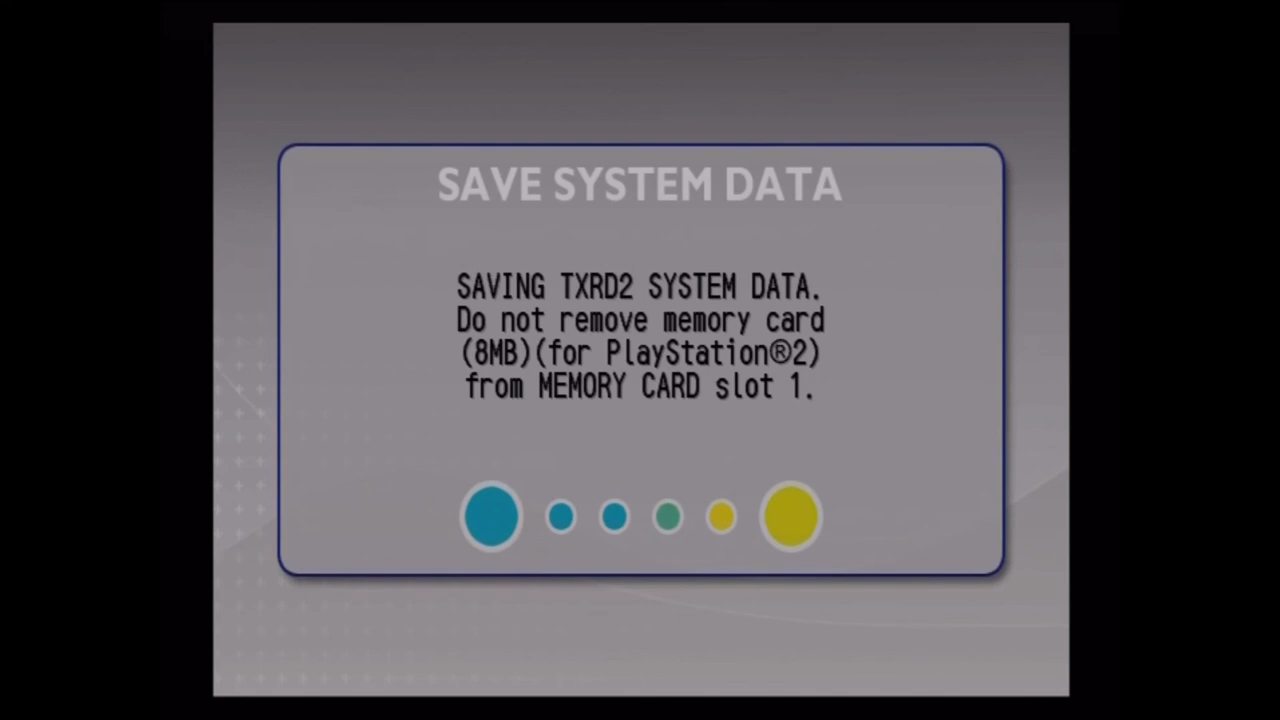 SAVE SYSTEM DATA
SAVING TXRD2 SYSTEM DATA.
Do not remove memory card
(8MB)(for PlayStation®2)
from MEMORY CARD slot 1.